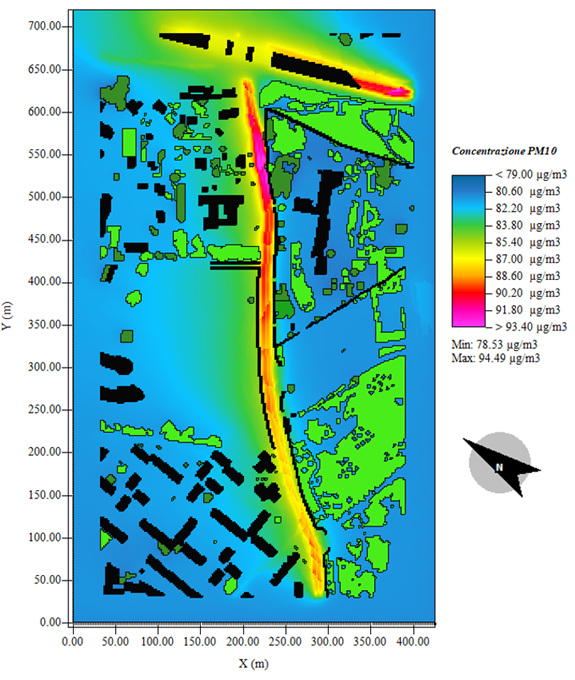 700.00
650.00
600.00
550.00
500.00
450.00
400.00
350.00
300.00
250.00
200.00
150.00
100.00
50.00
0.00
Y (m)
0.00 50.00 100.00 150.00 200.00 250.00 300.00 350.00 400.00
X (m)
Concentrazione PM10
< 79.00 µg/m3
80.60 µg/m3
82.20 µg/m3
83.80 µg/m3
85.40 µg/m3
87.00 µg/m3
88.60 µg/m3
90.20 µg/m3
91.80 µg/m3
> 93.40 µg/m3
Min: 78.53 µg/m3
Max: 94.49 µg/m3
N